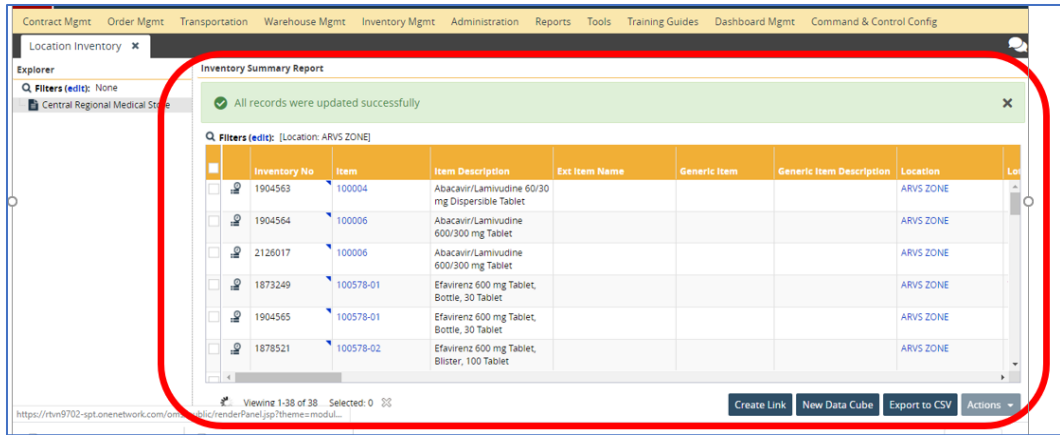 Contract Mgmt Order Mgmt Transportation Warehouse Mgmt Inventory Mgmt Administration Reports Tools Training Guides Dashboard Mgmt Command & Control Config
Location Inventory ×
Explorer
Filters (edit): None
Central Regional Medical Store
Inventory Summary Report
All records were updated successfully
Filters (edit): [Location: ARVS ZONE]
Inventory No Item Item Description Ext Item Name Generic Item Generic Item Description Location Lo
1904563 100004 Abacavir/Lamivudine 60/30 ARVS ZONE
mg Dispersible Tablet
1904564 100006 Abacavir/Lamivudine ARVS ZONE
600/300 mg Tablet
2126017 100006 Abacavir/Lamivudine ARVS ZONE
600/300 mg Tablet
1873249 100578-01 Efavirenz 600 mg Tablet, ARVS ZONE
Bottle, 30 Tablet
1904565 100578-01 Efavirenz 600 mg Tablet, ARVS ZONE
Bottle, 30 Tablet
1878521 100578-02 Efavirenz 600 mg Tablet, ARVS ZONE
Blister, 100 Tablet
Viewing 1-38 of 38 Selected: 0
Create Link New Data Cube Export to CSV Actions
https://rtvn9702-spt.onenetwork.com/oms/public/renderPanel.jsp?theme=modul...